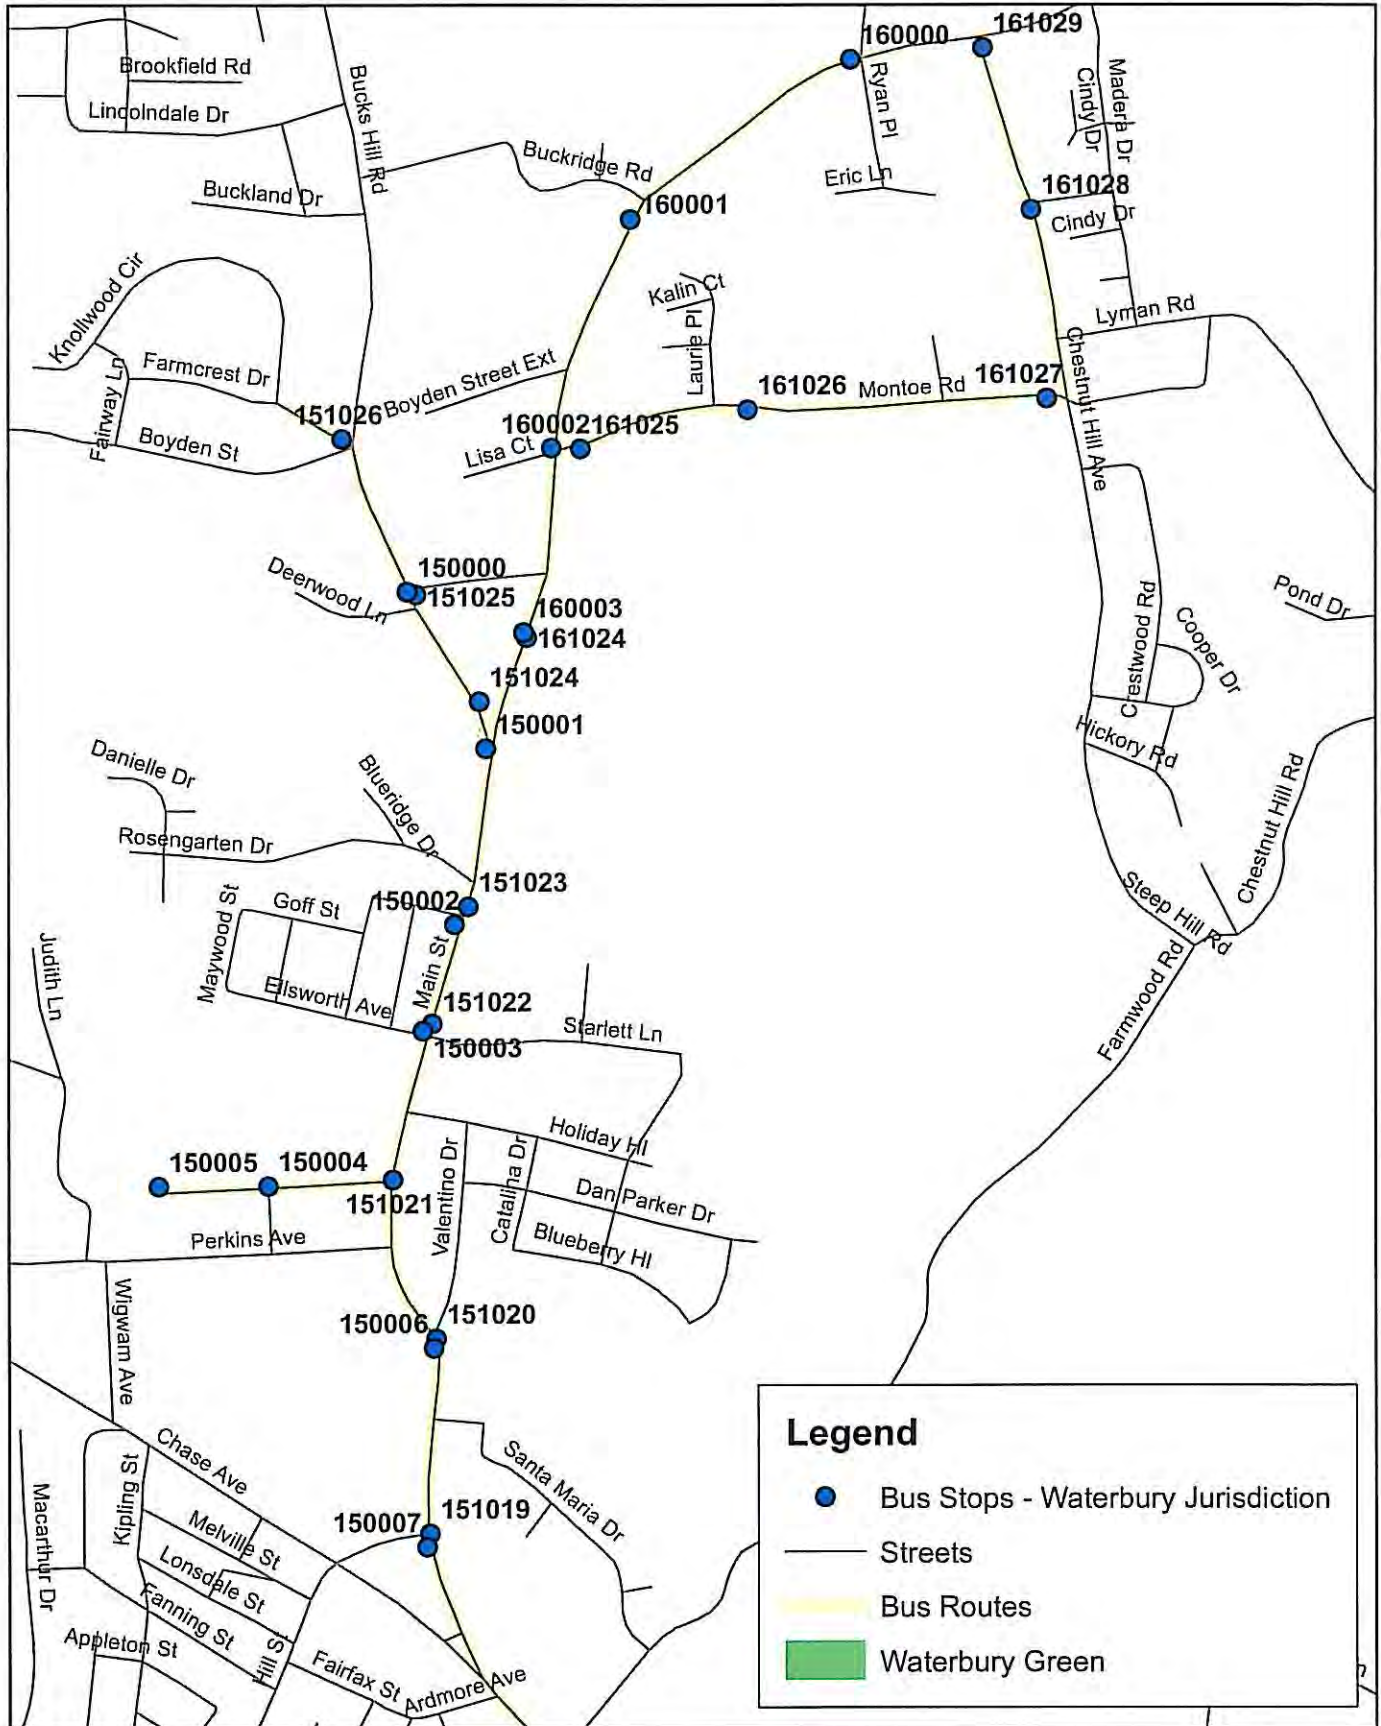 161029
160000
Brookfield Rd
Lincolndale Dr
Bucks Hill Rd
Ryan Pl
Cindy Dr
Madera Dr
Buckridge Rd
Eric Ln
Buckland Dr
161028
160001
Cindy Dr
Knollwood Cir
Kalin Ct
Lyman Rd
Laurie Pl
Farmcrest Dr
Fairway Ln
Boyden Street Ext
161026
Montoe Rd
161027
Chestnut Hill Ave
151026
160002
161025
Boyden St
Lisa Ct
150000
Deerwood Ln
151025
160003
161024
Pond Dr
Crestwood Rd
Cooper Dr
151024
150001
Hickory Rd
Danielle Dr
Blueridge Dr
Chestnut Hill Rd
Rosengarten Dr
151023
150002
Steep Hill Rd
Goff St
Maywood St
Main St
Judith Ln
Ellsworth Ave
151022
Starlett Ln
150003
Farmwood Rd
Holiday Hl
150005
150004
Valentino Dr
Catalina Dr
Dan Parker Dr
151021
Perkins Ave
Blueberry Hl
Wigwam Ave
150006
151020
Legend
Bus Stops - Waterbury Jurisdiction
Streets
Bus Routes
Waterbury Green
Chase Ave
Santa Maria Dr
Kipling St
Macarthur Dr
150007
151019
Melville St
Lonsdale St
Fanning St
Appleton St
Hill St
Fairfax St
Ardmore Ave